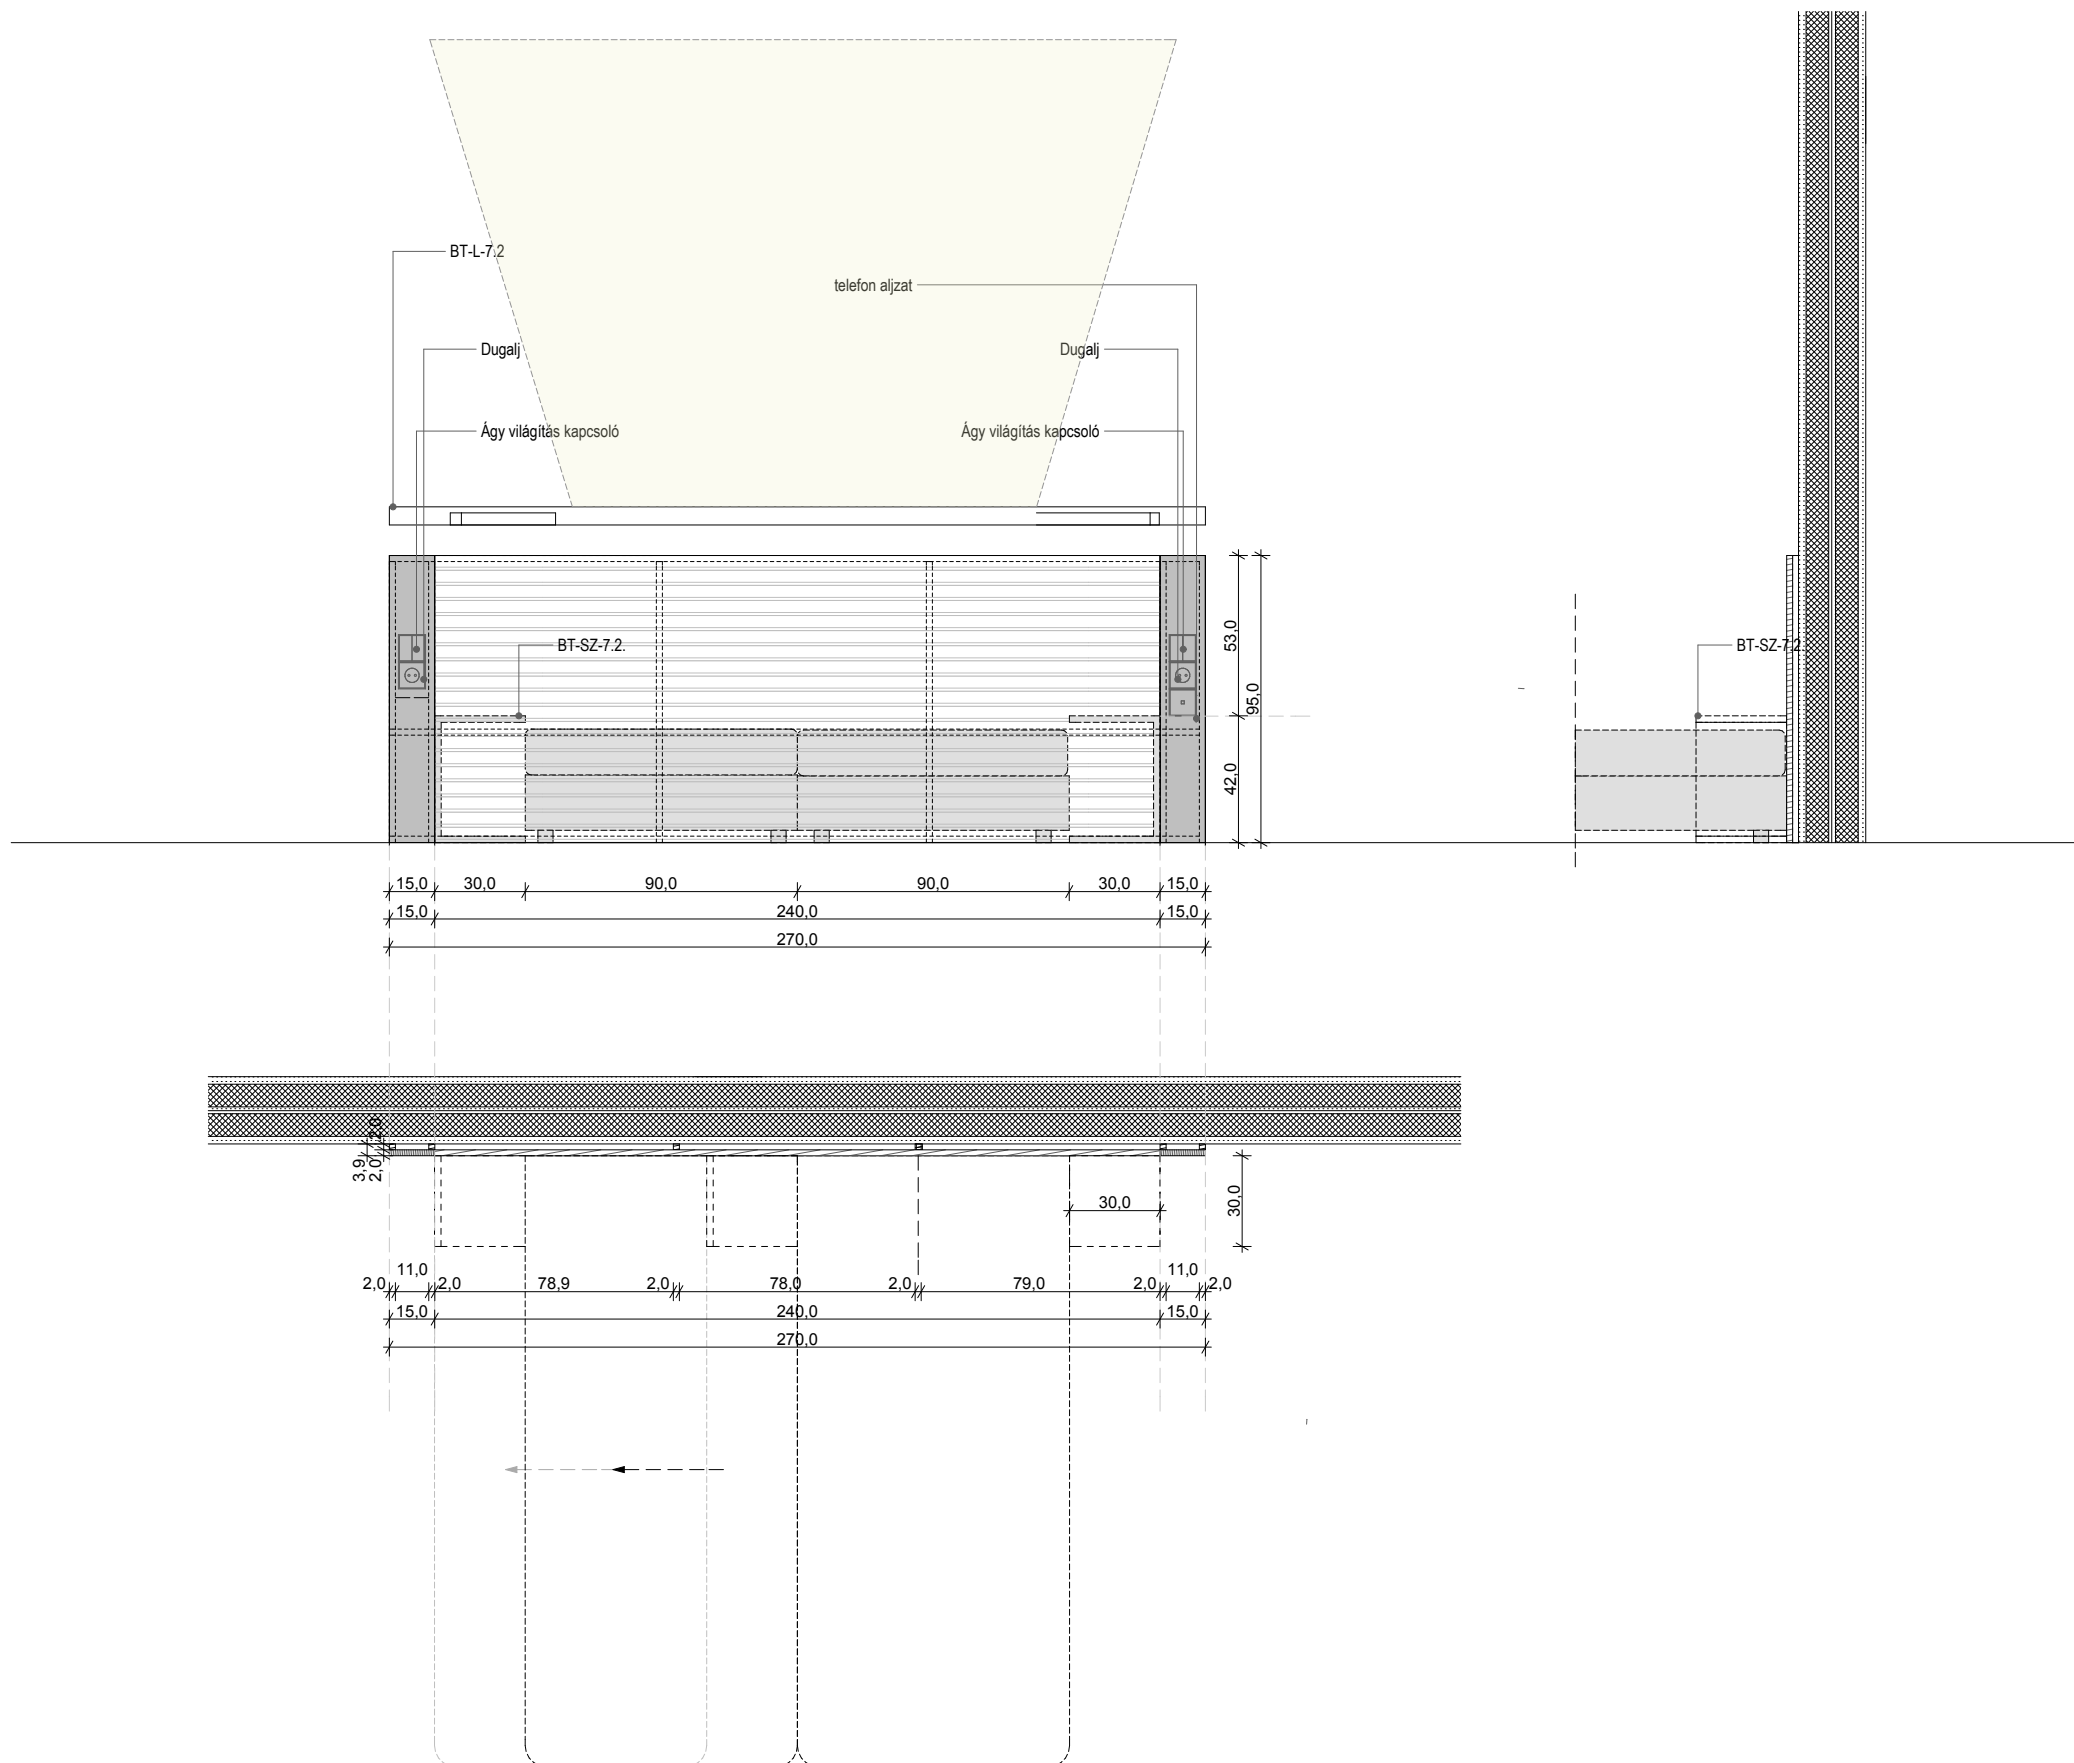 BT-L-7.2
telefon aljzat
Dugalj
Dugalj
Ágy világítás kapcsoló
Ágy világítás kapcsoló
BT-SZ-7.2.
BT-SZ-7.2.
53,0
95,0
42,0
15,0 30,0 90,0 90,0 30,0 15,0
15,0 240,0 15,0
270,0
2,0
3,9
2,0
30,0
30,0
11,0 11,0
2,0 2,0 78,9 2,0 78,0 2,0 79,0 2,0 2,0
15,0 240,0 15,0
270,0